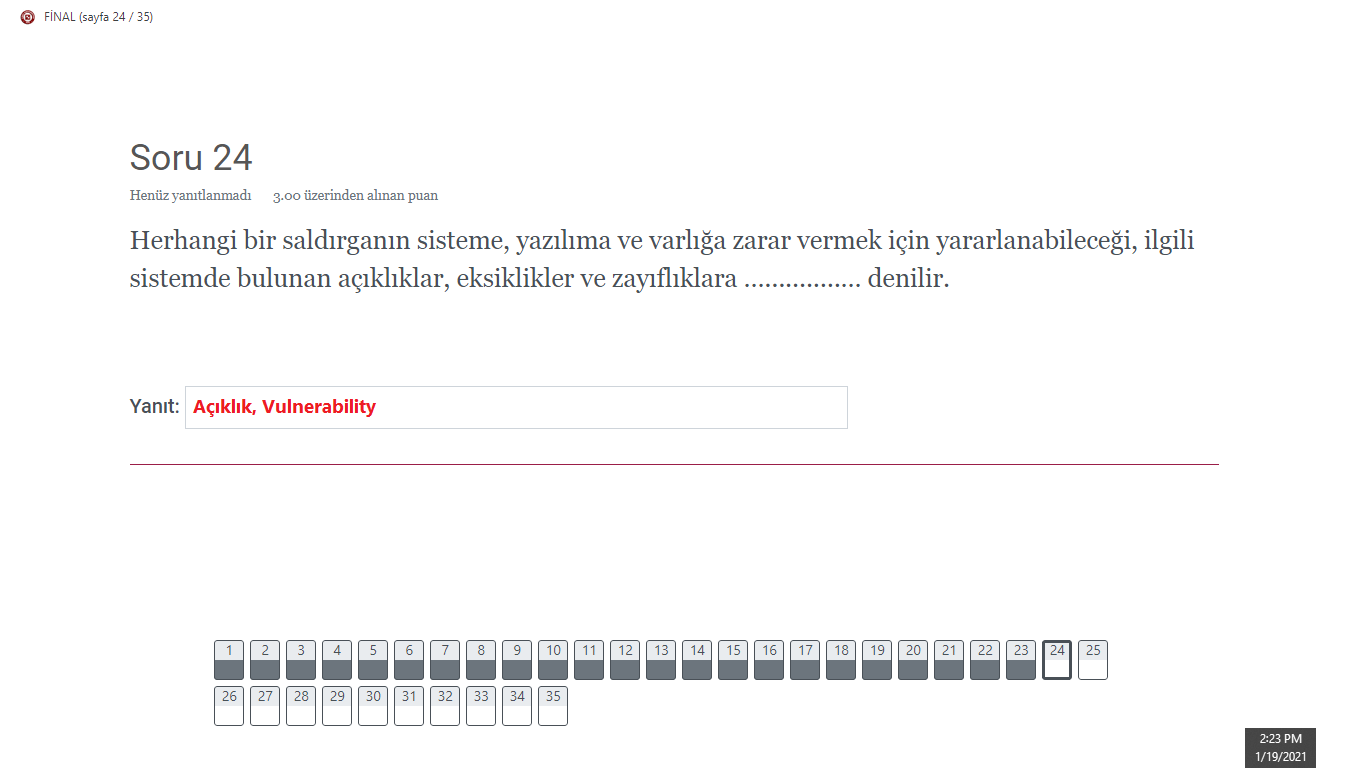 FİNAL (sayfa 24 / 35)
Soru 24
Henüz yanıtlanmadı 3.00 üzerinden alınan puan
Herhangi bir saldırganın sisteme, yazılıma ve varlığa zarar vermek için yararlanabileceği, ilgili
sistemde bulunan açıklıklar, eksiklikler ve zayıflıklara ................. denilir.
Yanıt: Açıklık, Vulnerability
1 2 3 4 5 6 7 8 9 10 11 12 13 14 15 16 17 18 19 20 21 22 23 24 25
26 27 28 29 30 31 32 33 34 35
2:23 PM
1/19/2021